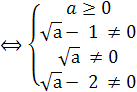 ⇔ { a ≥ 0
√a − 1 ≠ 0
√a ≠ 0
√a − 2 ≠ 0